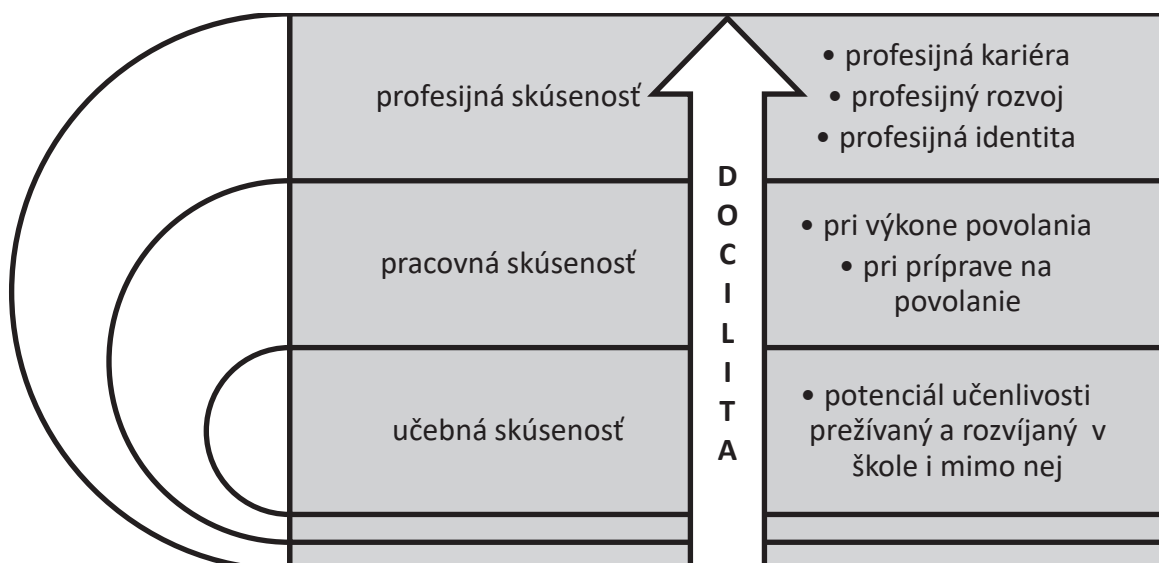 profesijná skúsenosť
• profesijná kariéra
• profesijný rozvoj
• profesijná identita
pracovná skúsenosť
• pri výkone povolania
• pri príprave na
povolanie
učebná skúsenosť
• potenciál učenlivosti
prežívaný a rozvíjaný v
škole i mimo nej
D
O
C
I
L
I
T
A